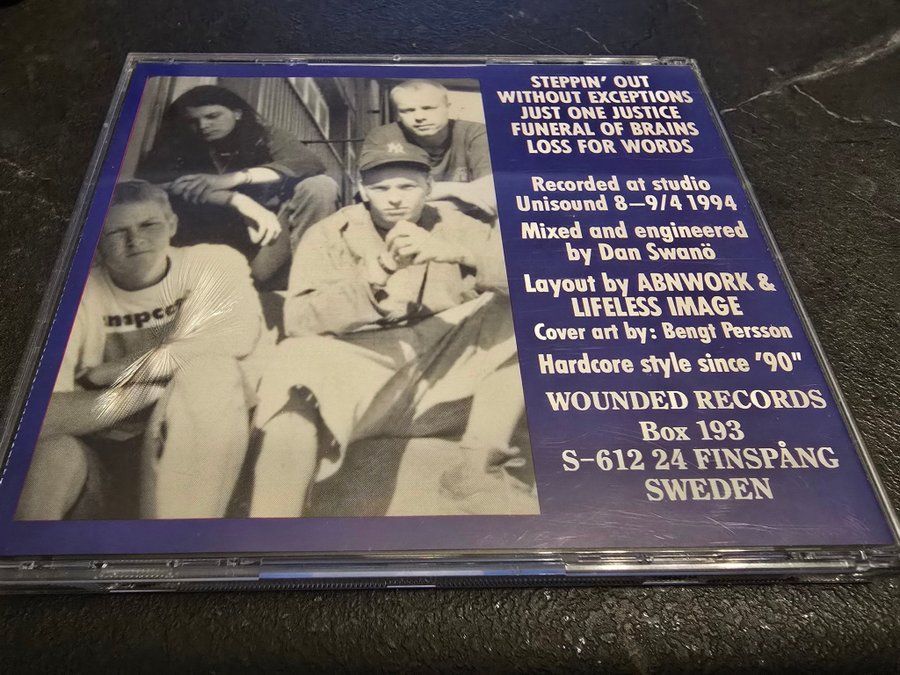 STEPPIN' OUT
WITHOUT EXCEPTIONS
JUST ONE JUSTICE
FUNERAL OF BRAINS
LOSS FOR WORDS
Recorded at studio
Unisound 8–9/4 1994
Mixed and engineered
by Dan Swanö
Layout by ABNWORK &
LIFELESS IMAGE
Cover art by: Bengt Persson
Hardcore style since '90"
WOUNDED RECORDS
Box 193
S–612 24 FINSPÅNG
SWEDEN
NY